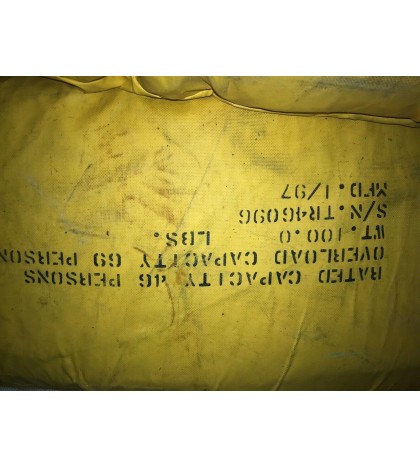 RATED CAPACITY 46 PERSONS
OVERLOAD CAPACITY 69 PERSON
WT. 100.0 LBS.
S/N. TR46096
MFD. 1/97